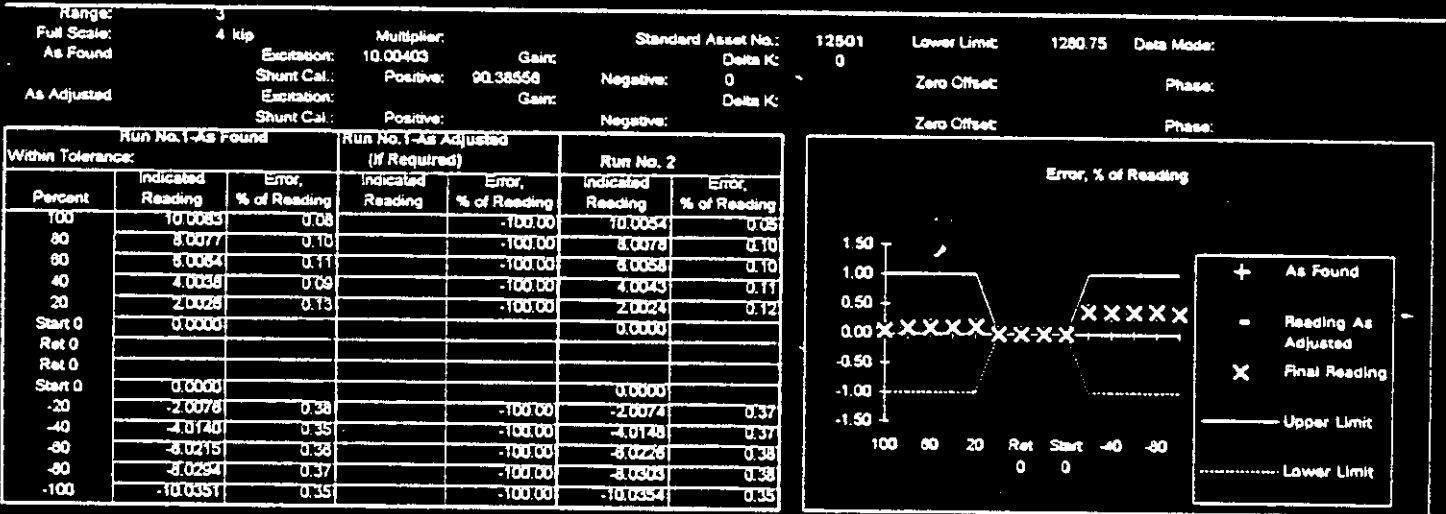 Range: 3
Full Scale: 4 kip Multiplier: Standard Asset No.: 12501 Lower Limit: 1280.75 Data Mode:
As Found Excitation: 10.00403 Gain: Delta K: 0
Shunt Cal.: Positive: 90.38556 Negative: 0 Zero Offset: Phase:
As Adjusted Excitation: Gain: Delta K:
Shunt Cal.: Positive: Negative: Zero Offset: Phase:
Run No.1-As Found Run No.1-As Adjusted
Within Tolerance: (If Required) Run No. 2
Indicated Error, Indicated Error, Indicated Error,
Percent Reading % of Reading Reading % of Reading Reading % of Reading
100 10.0083 0.08 -100.00 10.0054 0.05
80 8.0077 0.10 -100.00 8.0078 0.10
60 6.0064 0.11 -100.00 6.0058 0.10
40 4.0038 0.09 -100.00 4.0043 0.11
20 2.0026 0.13 -100.00 2.0024 0.12
Start 0 0.0000 0.0000
Ret 0
Ret 0
Start 0 0.0000 0.0000
-20 -2.0076 0.38 -100.00 -2.0074 0.37
-40 -4.0140 0.35 -100.00 -4.0148 0.37
-60 -6.0215 0.36 -100.00 -6.0226 0.38
-80 -8.0294 0.37 -100.00 -8.0303 0.38
-100 -10.0351 0.35 -100.00 -10.0354 0.35
Error, % of Reading
1.50
1.00
0.50
0.00
-0.50
-1.00
-1.50
100 60 20 Ret 0 Start 0 -40 -80
As Found
Reading As Adjusted
Final Reading
Upper Limit
Lower Limit